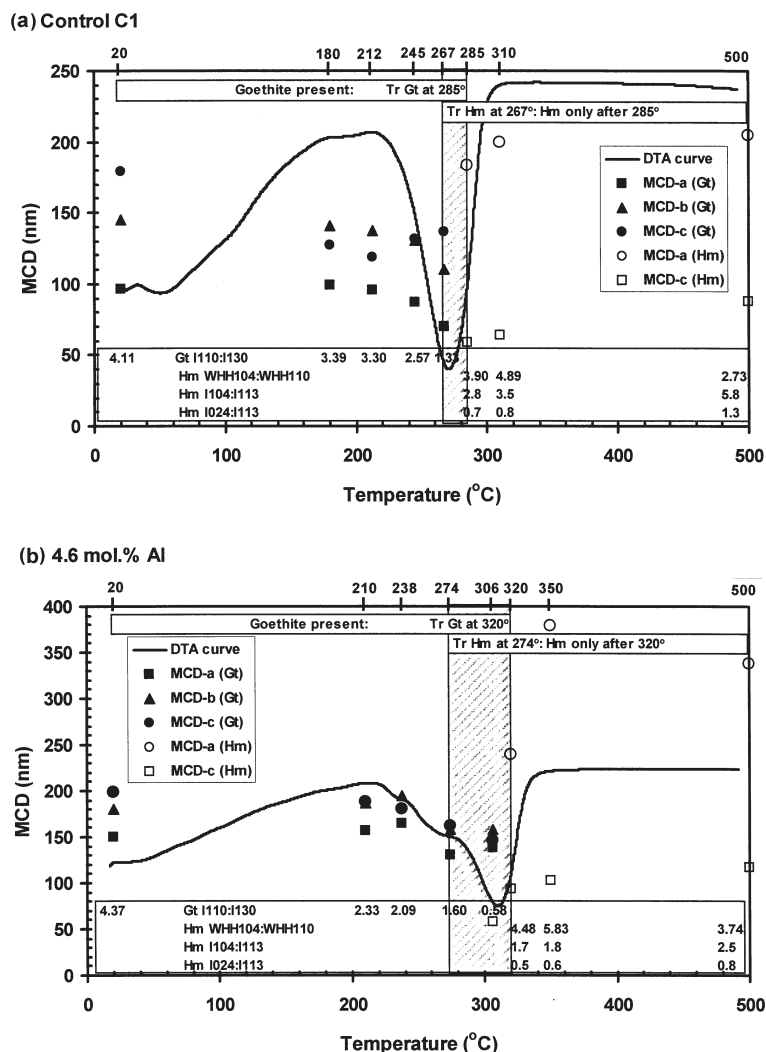 (a) Control C1
20 180 212 245 267 285 310 500
250
Goethite present: Tr Gt at 285º
Tr Hm at 267º: Hm only after 285º
200
DTA curve
MCD-a (Gt)
MCD-b (Gt)
MCD-c (Gt)
MCD-a (Hm)
MCD-c (Hm)
150
MCD (nm)
100
50
4.11 Gt I110:I130 3.39 3.30 2.57 1.33
Hm WHH104:WHH110 3.90 4.89 2.73
Hm I104:I113 2.8 3.5 5.8
Hm I024:I113 0.7 0.8 1.3
0
0 100 200 300 400 500
Temperature (°C)
(b) 4.6 mol.% Al
20 210 238 274 306 320 350 500
400
Goethite present: Tr Gt at 320º
Tr Hm at 274º: Hm only after 320º
350
DTA curve
MCD-a (Gt)
MCD-b (Gt)
MCD-c (Gt)
MCD-a (Hm)
MCD-c (Hm)
300
250
MCD (nm)
200
150
100
4.37 Gt I110:I130 2.33 2.09 1.60 0.58
Hm WHH104:WHH110 4.48 5.83 3.74
50
Hm I104:I113 1.7 1.8 2.5
Hm I024:I113 0.5 0.6 0.8
0
0 100 200 300 400 500
Temperature (°C)